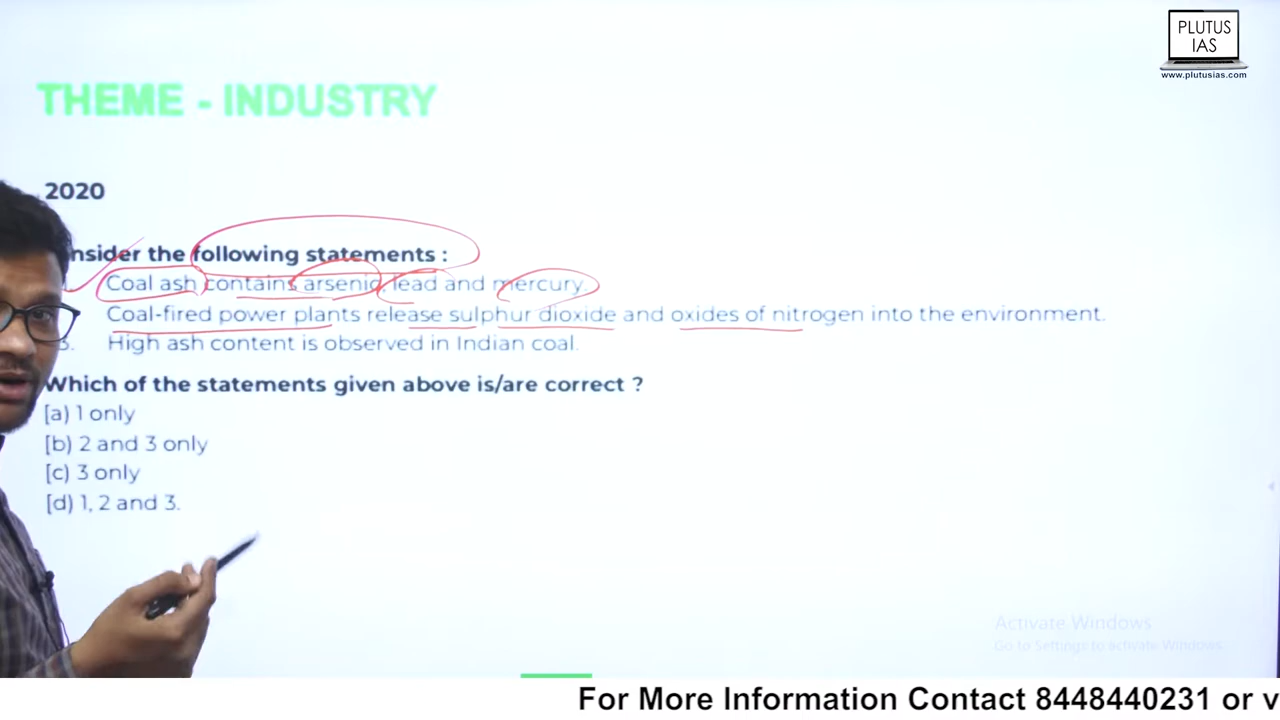 PLUTUS
IAS
www.plutusias.com
THEME - INDUSTRY
2020
nsider the following statements :
Coal ash contains arsenic, lead and mercury.
Coal-fired power plants release sulphur dioxide and oxides of nitrogen into the environment.
3. High ash content is observed in Indian coal.
Which of the statements given above is/are correct ?
[a) 1 only
[b) 2 and 3 only
[c) 3 only
[d) 1, 2 and 3.
Activate Windows
Go to Settings to activate Windows.
For More Information Contact 8448440231 or v